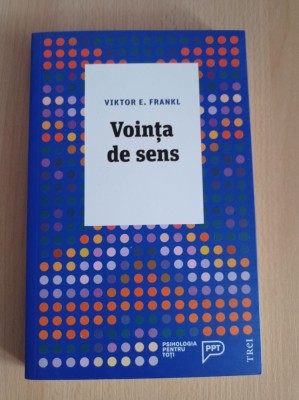 VIKTOR E. FRANKL
Voința
de sens
PSIHOLOGIA
PENTRU
TOȚI
PPT
TREI